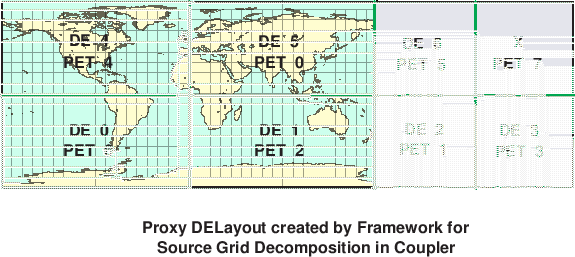 DE 4 DE 5 DE 6 X
PET 4 PET 0 PET 5 PET 7
DE 0 DE 1 DE 2 DE 3
PET PET 2 PET 1 PET 3
Proxy DELayout created by Framework for
Source Grid Decomposition in Coupler